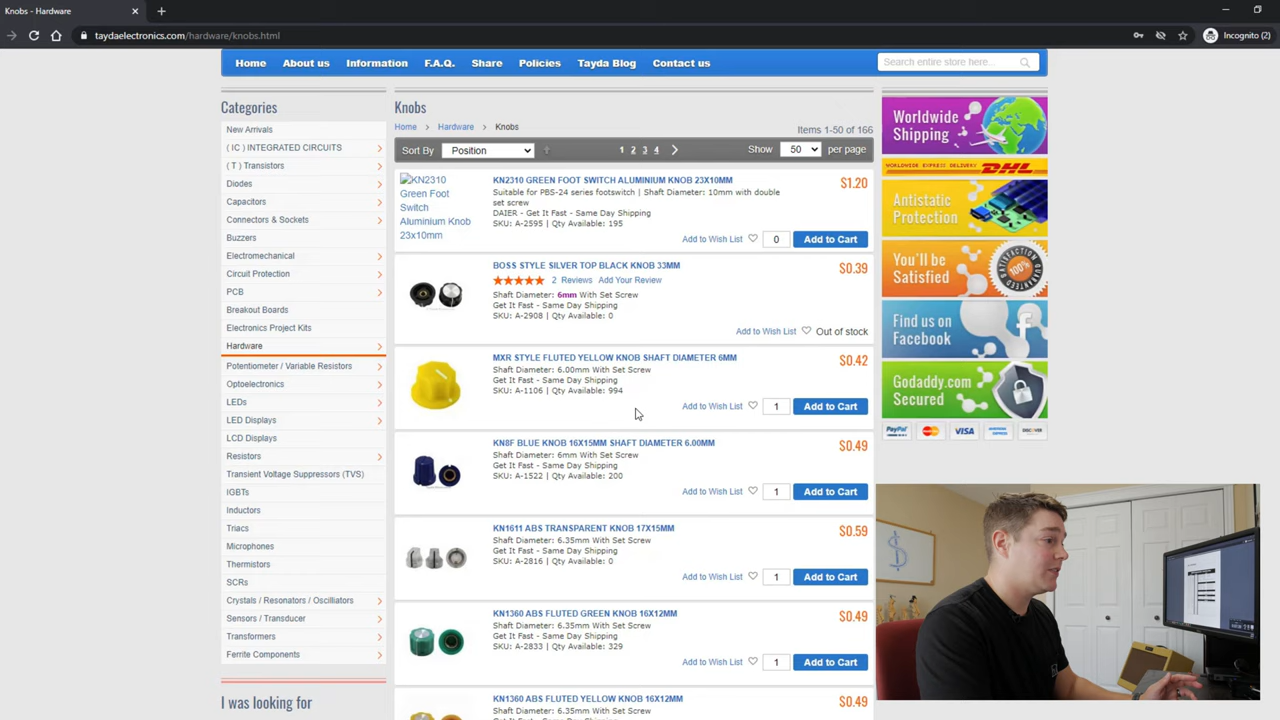 Knobs - Hardware
taydaelectronics.com/hardware/knobs.html
Incognito (2)
Home About us Information F.A.Q. Share Policies Tayda Blog Contact us
Search entire store here...
Categories
New Arrivals
( IC ) INTEGRATED CIRCUITS
( T ) Transistors
Diodes
Capacitors
Connectors & Sockets
Buzzers
Electromechanical
Circuit Protection
PCB
Breakout Boards
Electronics Project Kits
Hardware
Potentiometer / Variable Resistors
Optoelectronics
LEDs
LED Displays
LCD Displays
Resistors
Transient Voltage Suppressors (TVS)
IGBTs
Inductors
Triacs
Microphones
Thermistors
SCRs
Crystals / Resonators / Oscilliators
Sensors / Transducer
Transformers
Ferrite Components
I was looking for
Knobs
Home > Hardware > Knobs
Items 1-50 of 166
Sort By Position 1 2 3 4 Show 50 per page
KN2310 Green Foot Switch Aluminium Knob 23x10mm
KN2310 GREEN FOOT SWITCH ALUMINIUM KNOB 23X10MM
$1.20
Suitable for PBS-24 series footswitch | Shaft Diameter: 10mm with double
set screw
DAIER - Get It Fast - Same Day Shipping
SKU: A-2595 | Qty Available: 195
Add to Wish List 0 Add to Cart
BOSS STYLE SILVER TOP BLACK KNOB 33MM
$0.39
2 Reviews Add Your Review
Shaft Diameter: 6mm With Set Screw
Get It Fast - Same Day Shipping
SKU: A-2908 | Qty Available: 0
Add to Wish List Out of stock
MXR STYLE FLUTED YELLOW KNOB SHAFT DIAMETER 6MM
$0.42
Shaft Diameter: 6.00mm With Set Screw
Get It Fast - Same Day Shipping
SKU: A-1106 | Qty Available: 994
Add to Wish List 1 Add to Cart
KN8F BLUE KNOB 16X15MM SHAFT DIAMETER 6.00MM
$0.49
Shaft Diameter: 6mm With Set Screw
Get It Fast - Same Day Shipping
SKU: A-1522 | Qty Available: 200
Add to Wish List 1 Add to Cart
KN1611 ABS TRANSPARENT KNOB 17X15MM
$0.59
Shaft Diameter: 6.35mm With Set Screw
Get It Fast - Same Day Shipping
SKU: A-2816 | Qty Available: 0
Add to Wish List 1 Add to Cart
KN1360 ABS FLUTED GREEN KNOB 16X12MM
$0.49
Shaft Diameter: 6.35mm With Set Screw
Get It Fast - Same Day Shipping
SKU: A-2833 | Qty Available: 329
Add to Wish List 1 Add to Cart
KN1360 ABS FLUTED YELLOW KNOB 16X12MM
$0.49
Shaft Diameter: 6.35mm With Set Screw
Worldwide
Shipping
WORLDWIDE EXPRESS DELIVERY DHL
Antistatic
Protection
You'll be
Satisfied
100%
Find us on
Facebook
Godaddy.com
Secured
PayPal VISA DISCOVER
$